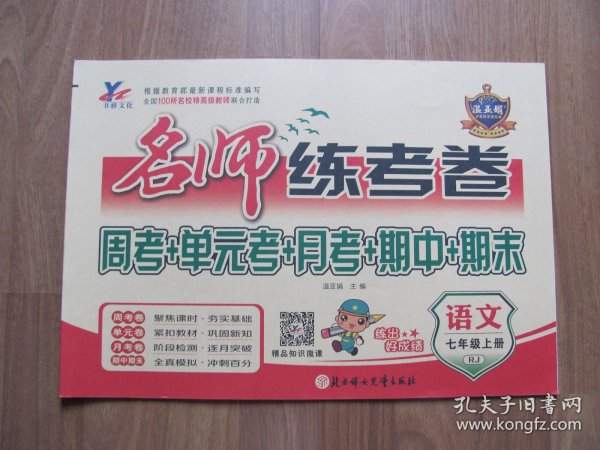 书雅文化
根据教育部最新课程标准编写
全国100所名校特高级教师联合打造
温亚娟
名师练考卷
周考+单元考+月考+期中+期末
温亚娟 主编
周考卷 聚焦课时·夯实基础
单元卷 紧扣教材·巩固新知
月考卷 阶段检测·逐月突破
期中期末 全真模拟·冲刺百分
精品知识微课
练出好成绩
语文
七年级上册
RJ
北方妇女儿童出版社
孔夫子旧书网
www.kongfz.com